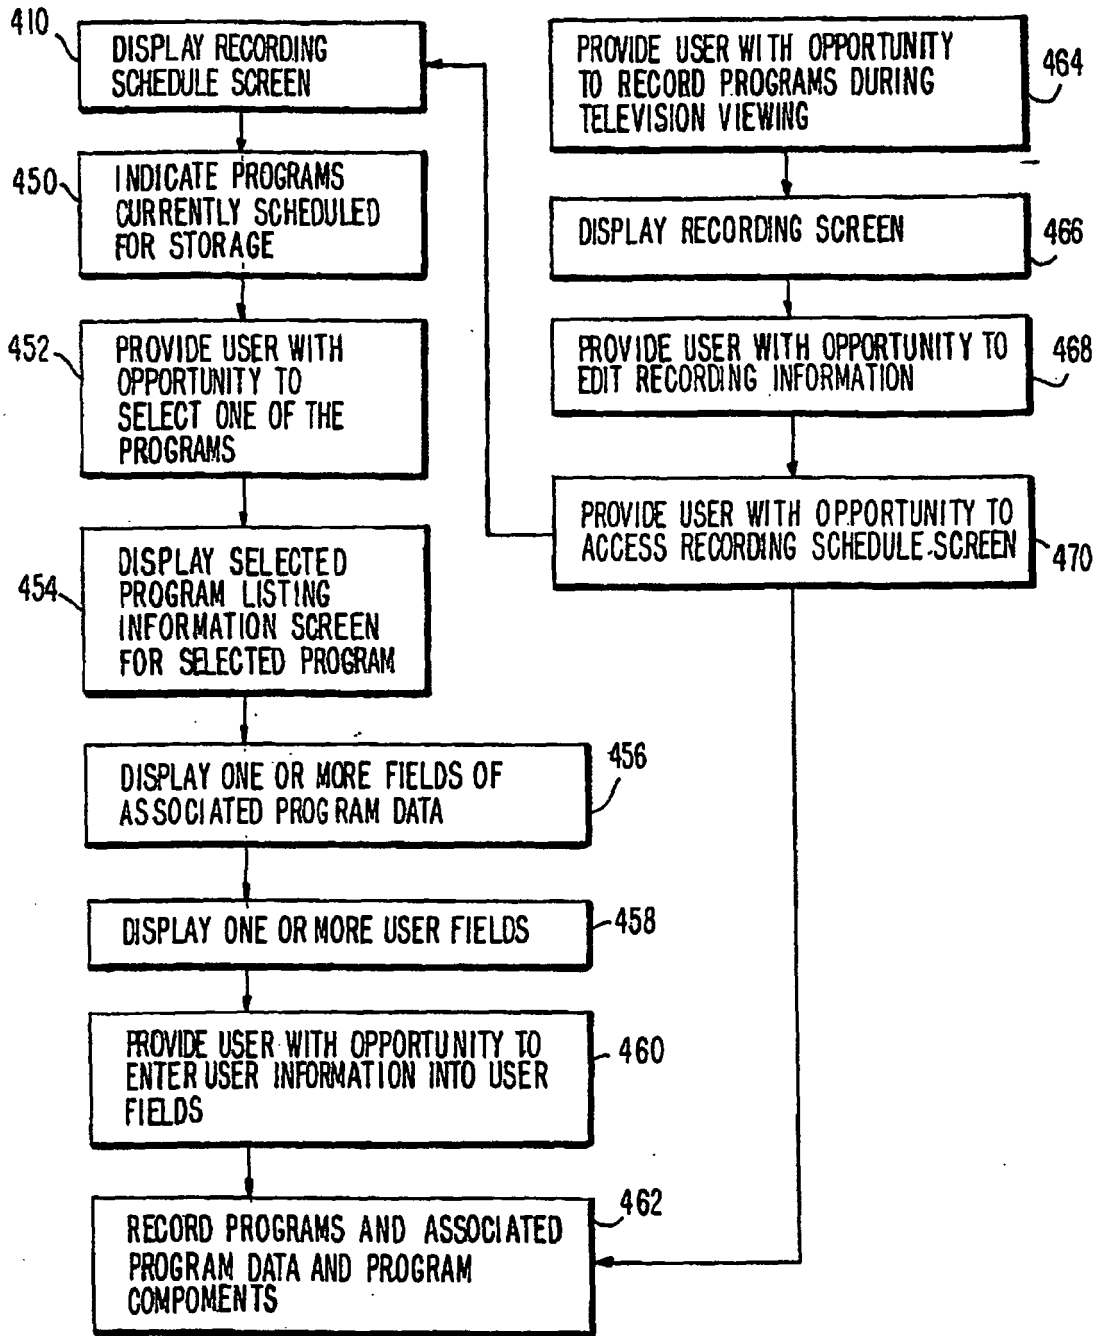 410
DISPLAY RECORDING
SCHEDULE SCREEN
450
INDICATE PROGRAMS
CURRENTLY SCHEDULED
FOR STORAGE
452
PROVIDE USER WITH
OPPORTUNITY TO
SELECT ONE OF THE
PROGRAMS
454
DISPLAY SELECTED
PROGRAM LISTING
INFORMATION SCREEN
FOR SELECTED PROGRAM
456
DISPLAY ONE OR MORE FIELDS OF
ASSOCIATED PROGRAM DATA
458
DISPLAY ONE OR MORE USER FIELDS
460
PROVIDE USER WITH OPPORTUNITY TO
ENTER USER INFORMATION INTO USER
FIELDS
462
RECORD PROGRAMS AND ASSOCIATED
PROGRAM DATA AND PROGRAM
COMPOMENTS
464
PROVIDE USER WITH OPPORTUNITY
TO RECORD PROGRAMS DURING
TELEVISION VIEWING
466
DISPLAY RECORDING SCREEN
468
PROVIDE USER WITH OPPORTUNITY TO
EDIT RECORDING INFORMATION
470
PROVIDE USER WITH OPPORTUNITY TO
ACCESS RECORDING SCHEDULE SCREEN